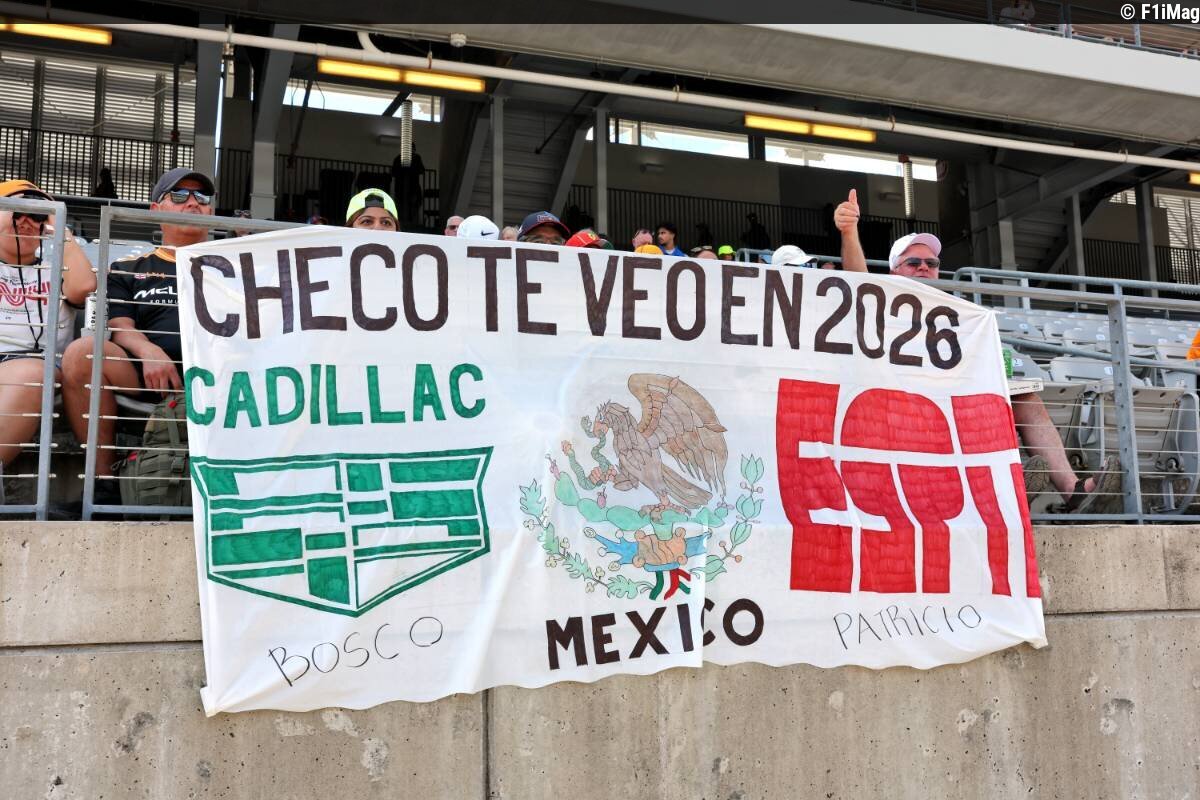 © F1iMag
CHECO TE VEO EN 2026
CADILLAC
ESPN
MEXICO
BOSCO
PATRICIO